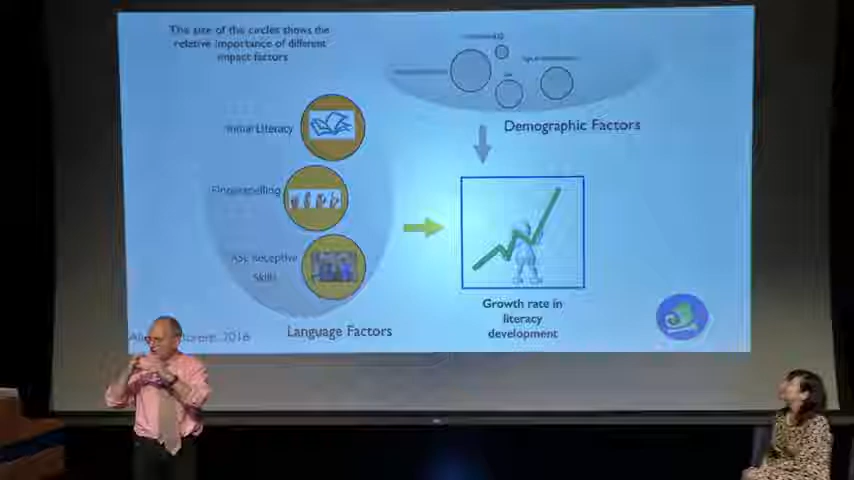 The size of the circles shows the
relative importance of different
impact factors
Initial Literacy
Fingerspelling
ASL Receptive
Skills
Language Factors
Demographic Factors
Growth rate in
literacy
development
2016